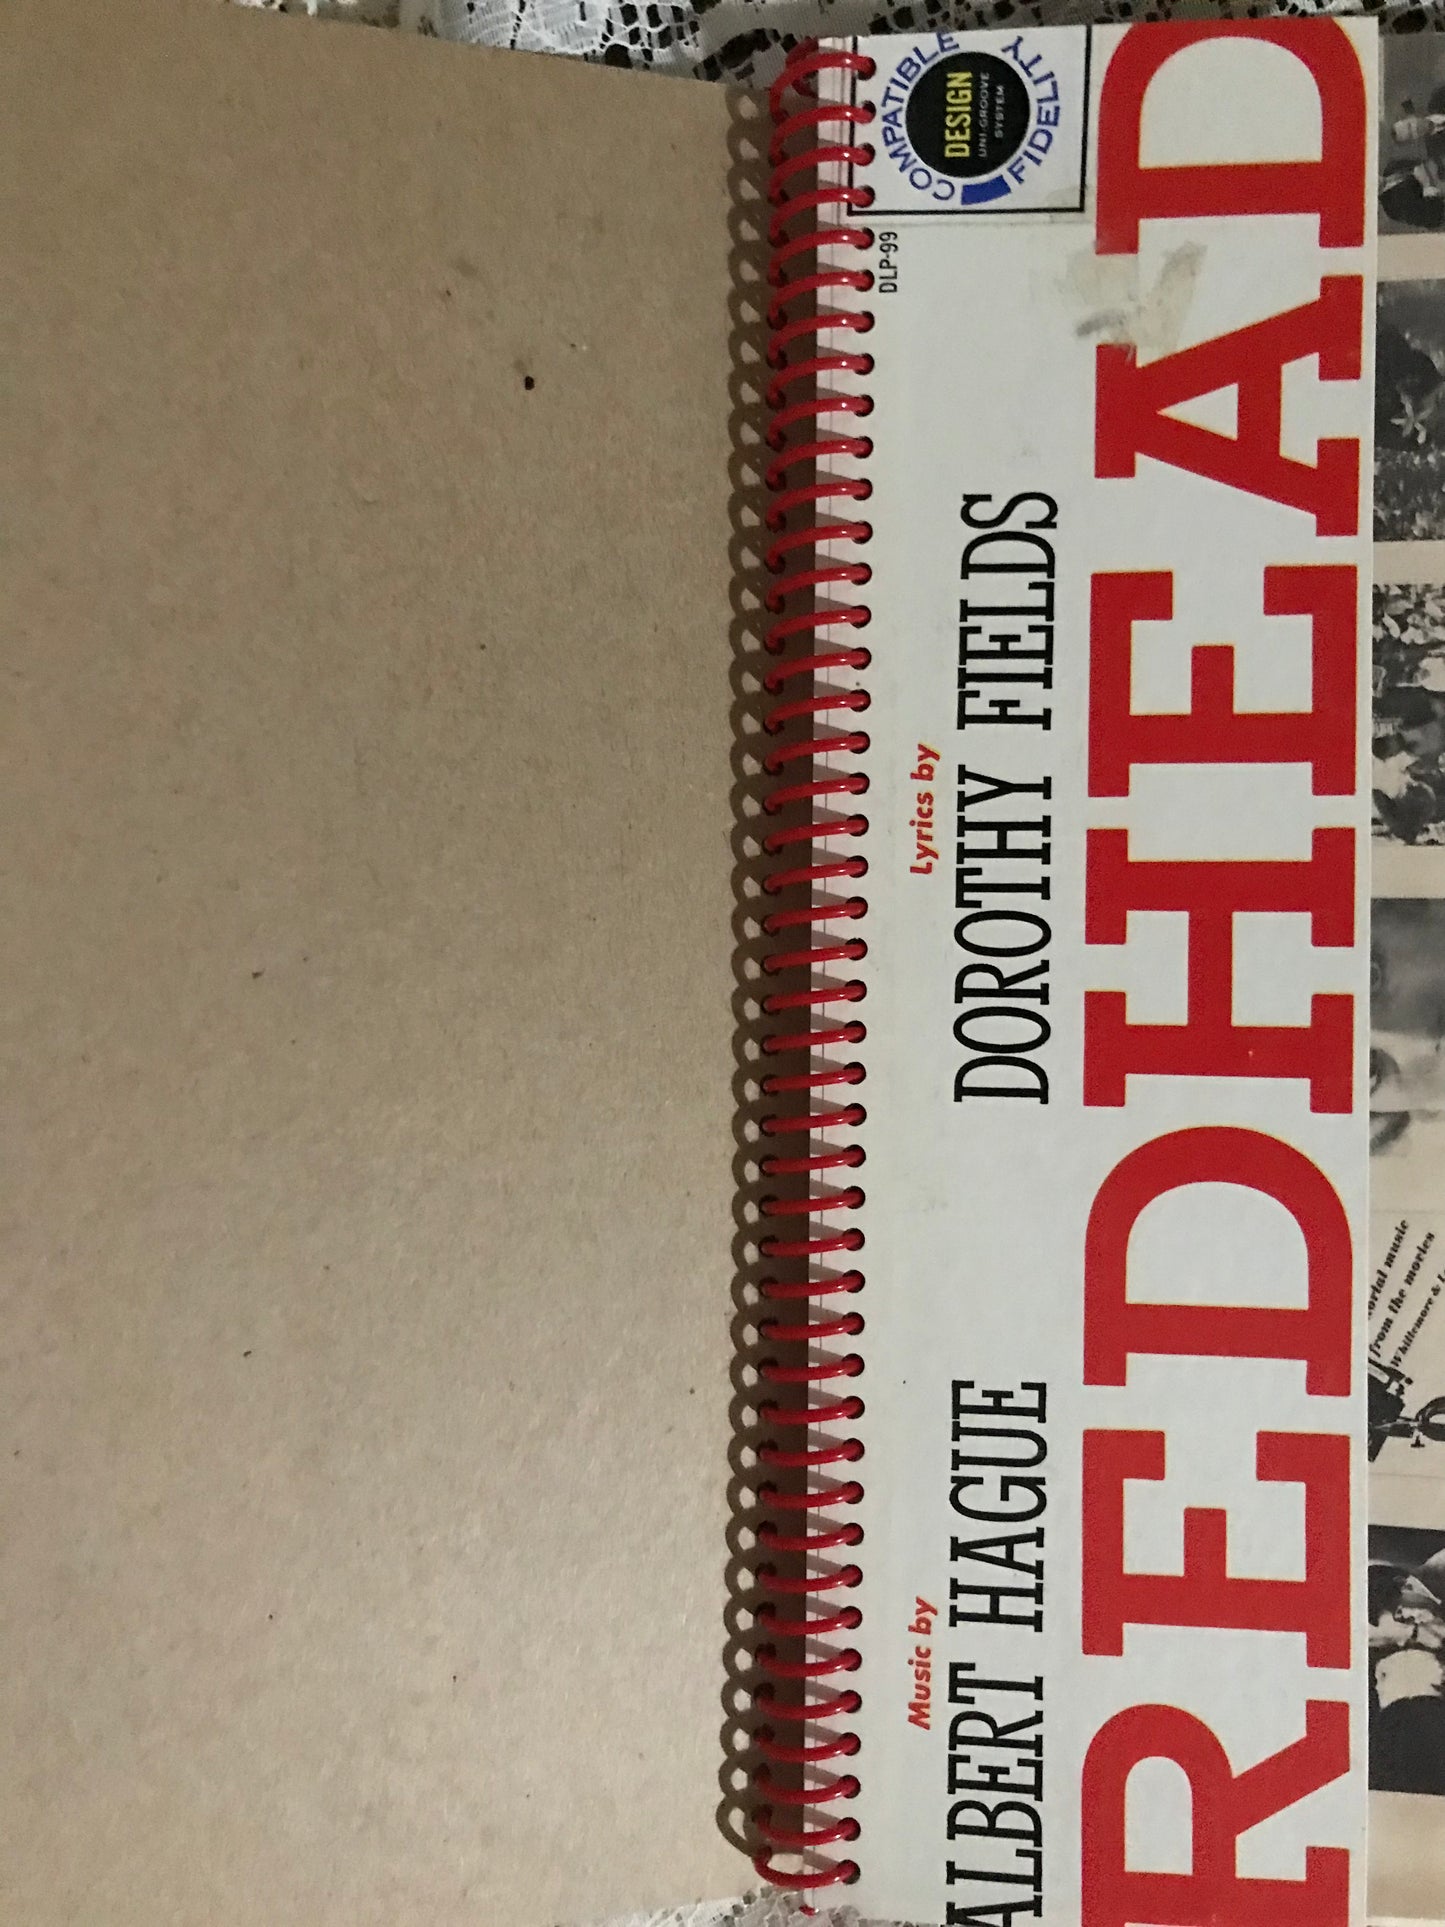 COMPATIBLE FIDELITY
DESIGN
UNI-GROOVE
SYSTEM
DLP-99
Music by
ALBERT HAGUE
Lyrics by
DOROTHY FIELDS
REDHEAD
from the movies